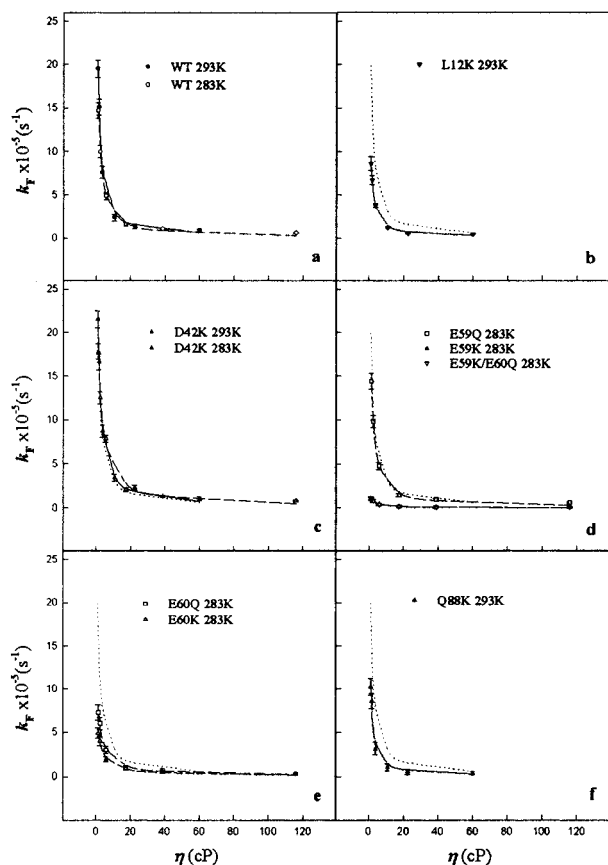 WT 293K
WT 283K
L12K 293K
25
20
15
10
5
0
k_F x10⁻⁵(s⁻¹)
a
b
D42K 293K
D42K 283K
E59Q 283K
E59K 283K
E59K/E60Q 283K
25
20
15
10
5
0
k_F x10⁻⁵(s⁻¹)
c
d
E60Q 283K
E60K 283K
Q88K 293K
25
20
15
10
5
0
k_F x10⁻⁵(s⁻¹)
e
f
0 20 40 60 80 100 120
0 20 40 60 80 100 120
η (cP)
η (cP)